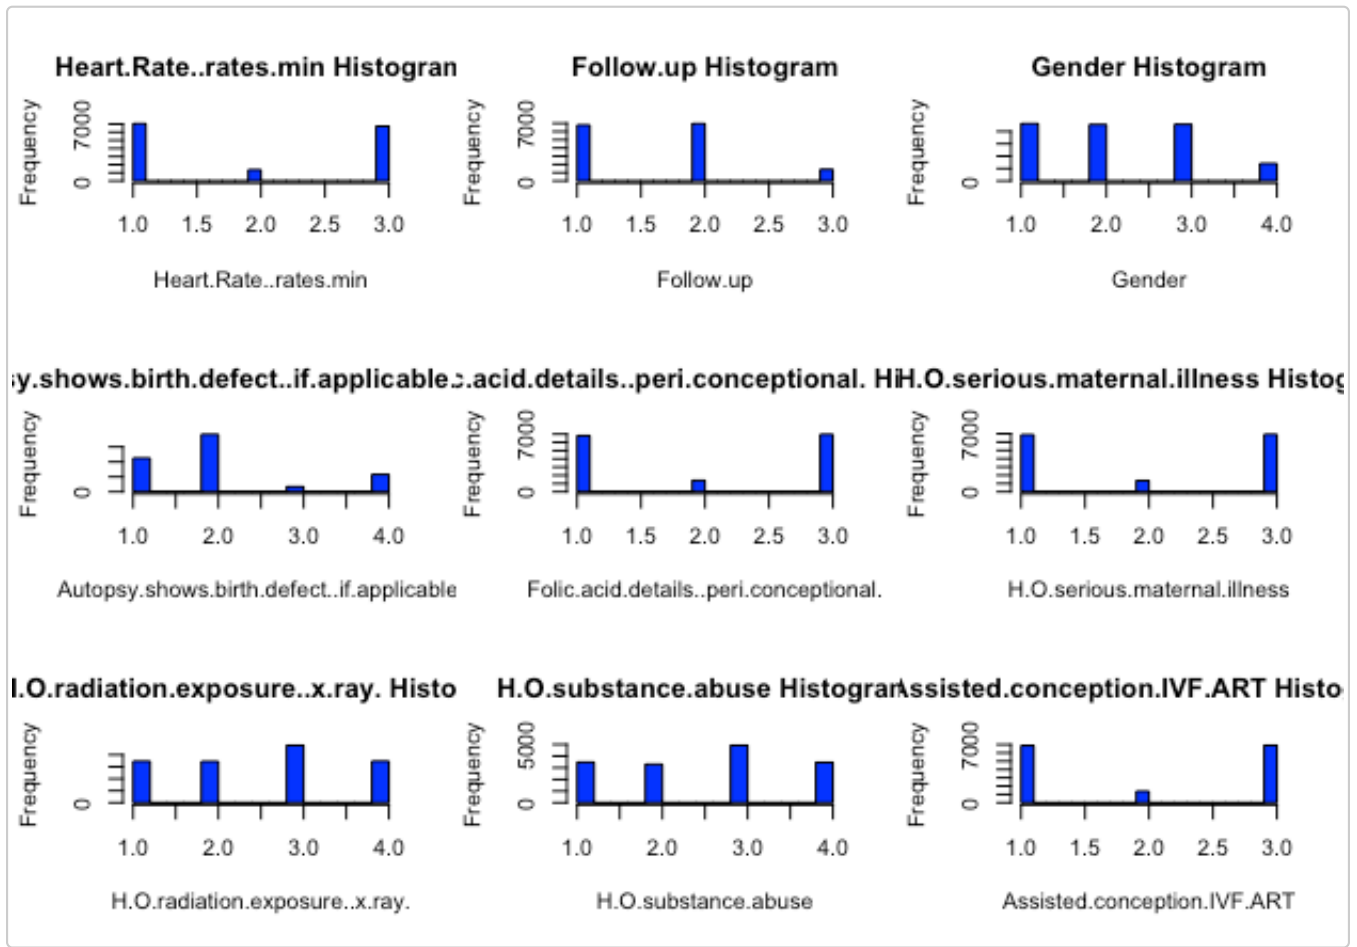 Heart.Rate..rates.min Histogran
Frequency
7000
0
1.0 1.5 2.0 2.5 3.0
Heart.Rate..rates.min
Follow.up Histogram
Frequency
7000
0
1.0 1.5 2.0 2.5 3.0
Follow.up
Gender Histogram
Frequency
0
1.0 2.0 3.0 4.0
Gender
sy.shows.birth.defect..if.applicable.
Frequency
0
1.0 2.0 3.0 4.0
Autopsy.shows.birth.defect..if.applicable
c.acid.details..peri.conceptional. Hi
Frequency
7000
0
1.0 1.5 2.0 2.5 3.0
Folic.acid.details..peri.conceptional.
H.O.serious.maternal.illness Histog
Frequency
7000
0
1.0 1.5 2.0 2.5 3.0
H.O.serious.maternal.illness
I.O.radiation.exposure..x.ray. Histo
Frequency
0
1.0 2.0 3.0 4.0
H.O.radiation.exposure..x.ray.
H.O.substance.abuse Histogran
Frequency
5000
0
1.0 2.0 3.0 4.0
H.O.substance.abuse
Assisted.conception.IVF.ART Histo
Frequency
7000
0
1.0 1.5 2.0 2.5 3.0
Assisted.conception.IVF.ART